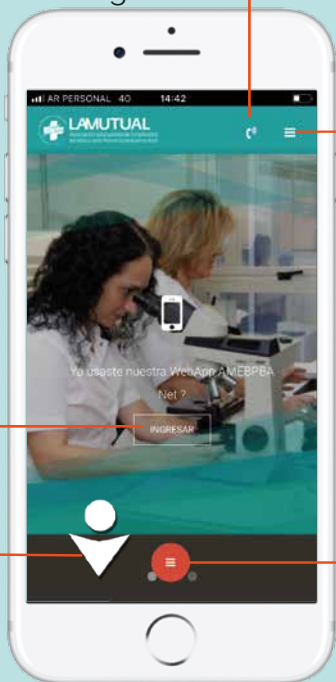 AR PERSONAL 4G 14:42
LAMUTUAL
Ya usaste nuestra WebApp AMEBPBA
Net ?
INGRESAR